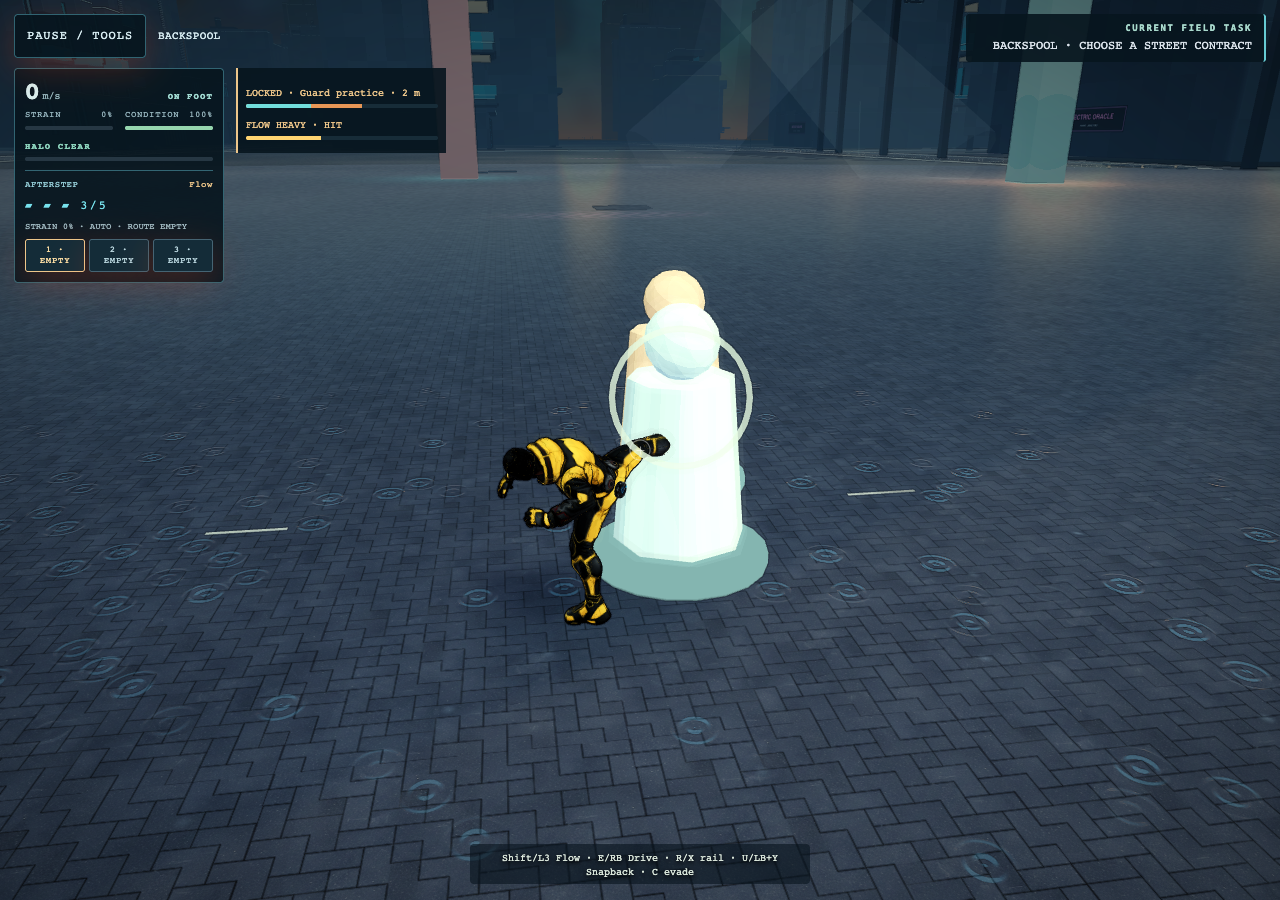 PAUSE / TOOLS
BACKSPOOL
CURRENT FIELD TASK
BACKSPOOL · CHOOSE A STREET CONTRACT
0 m/s
ON FOOT
STRAIN 0%
CONDITION 100%
HALO CLEAR
AFTERSTEP
Flow
3/5
STRAIN 0% · AUTO · ROUTE EMPTY
1 · EMPTY
2 · EMPTY
3 · EMPTY
LOCKED · Guard practice · 2 m
FLOW HEAVY · HIT
Shift/L3 Flow · E/RB Drive · R/X rail · U/LB+Y
Snapback · C evade